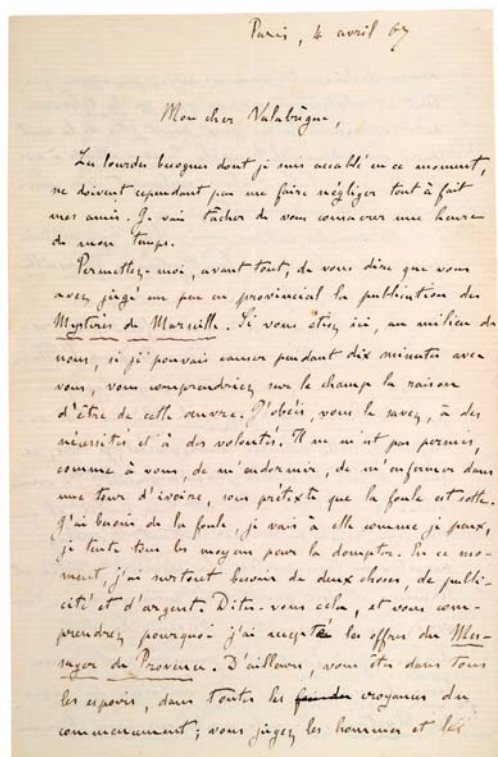 Paris, 4 avril 67
Mon cher Valabrègue,
Les lourdes besognes dont je suis accablé en ce moment,
ne doivent cependant pas me faire négliger tout à fait
mes amis. Je vais tâcher de vous consacrer une heure
de mon temps.
Permettez-moi, avant tout, de vous dire que vous
avez jugé un peu en provincial la publication des
Mystères de Marseille. Si vous étiez ici, au milieu de
nous, si je pouvais causer pendant dix minutes avec
vous, vous comprendriez sur le champ la raison
d'être de cette œuvre. J'obéis, vous le savez, à des
nécessités et à des volontés. Il ne m'est pas permis,
comme à vous, de m'endormir, de m'enfermer dans
une tour d'ivoire, sous prétexte que la foule est sotte.
J'ai besoin de la foule, je vais à elle comme je peux,
je tente tous les moyens pour la dompter. En ce mo-
ment, j'ai surtout besoin de deux choses, de publi-
cité et d'argent. Dites-vous cela, et vous com-
prendrez pourquoi j'ai accepté les offres du Mes-
sager de Provence. D'ailleurs, vous êtes dans tous
les espoirs, dans toutes les croyances du
commencement; vous jugez les hommes et les